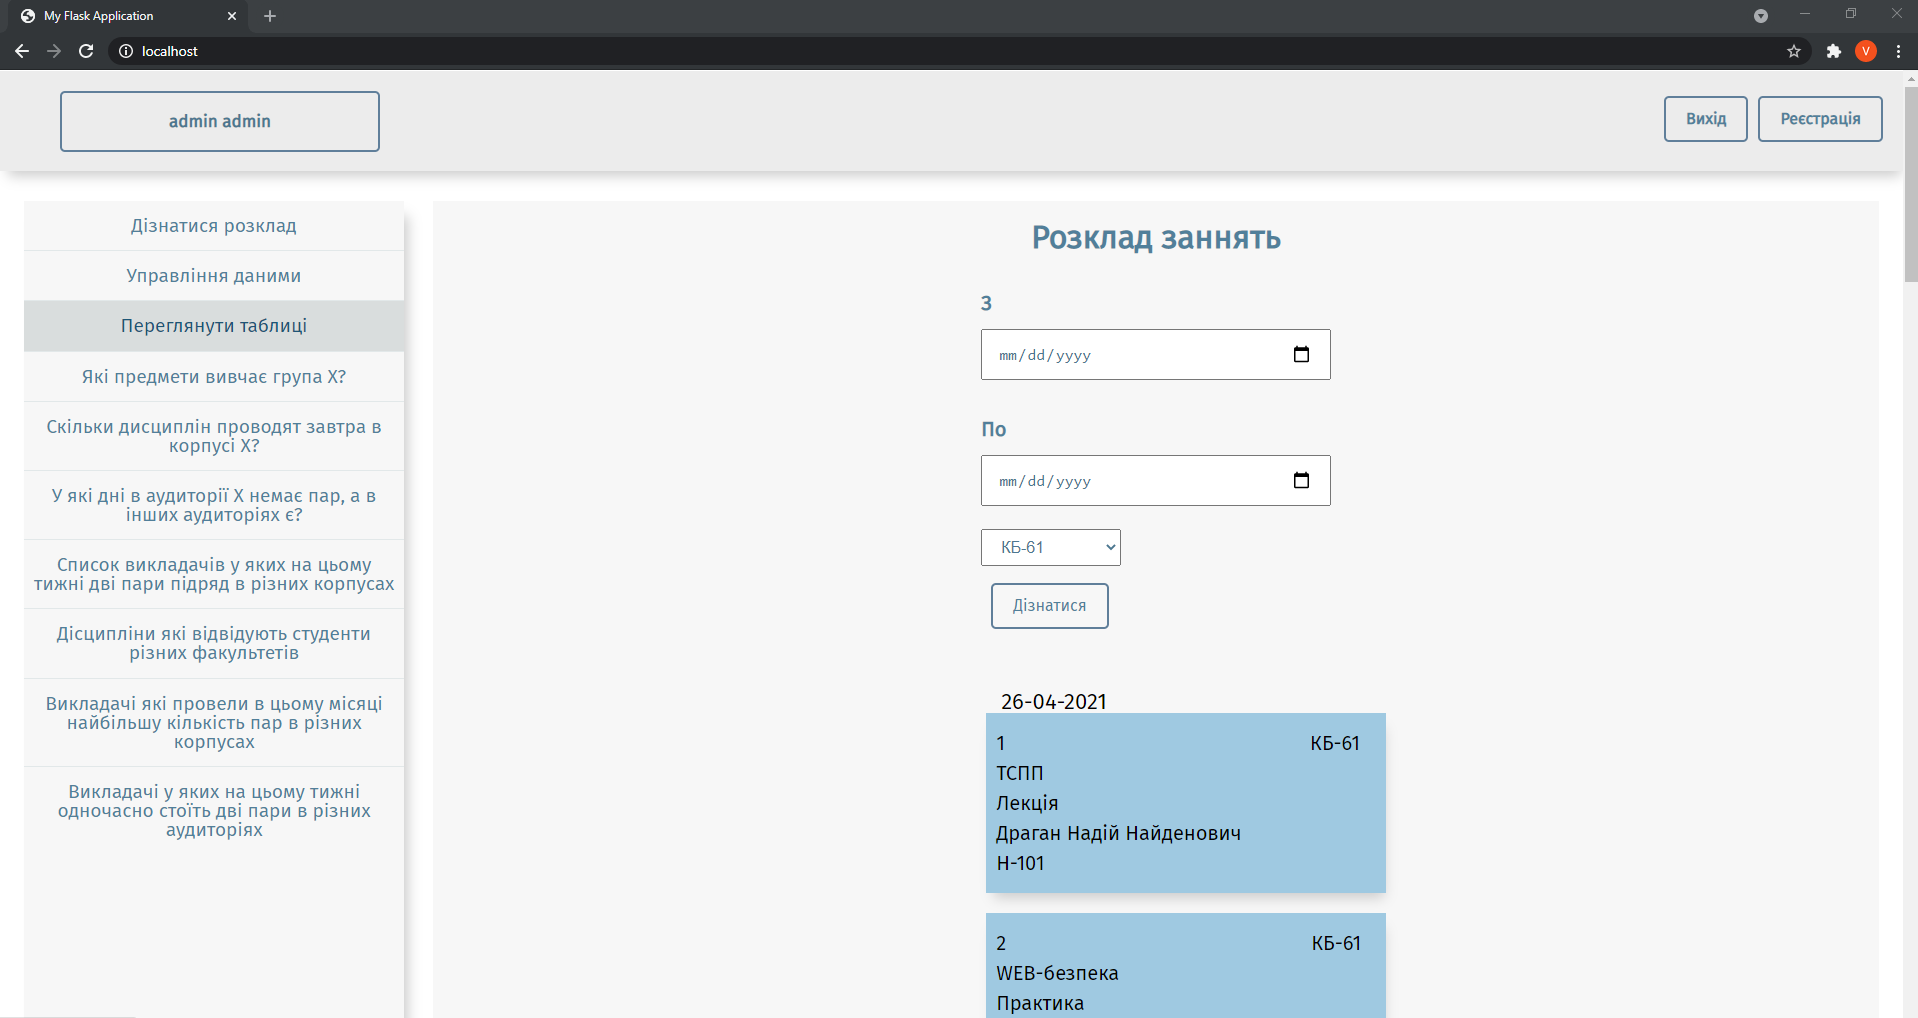 My Flask Application
localhost
V
admin admin
Вихід
Реєстрація
Дізнатися розклад
Управління даними
Переглянути таблиці
Які предмети вивчає група X?
Скільки дисциплін проводят завтра в
корпусі X?
У які дні в аудиторії X немає пар, а в
інших аудиторіях є?
Список викладачів у яких на цьому
тижні дві пари підряд в різних корпусах
Дісципліни які відвідують студенти
різних факультетів
Викладачі які провели в цьому місяці
найбільшу кількість пар в різних
корпусах
Викладачі у яких на цьому тижні
одночасно стоїть дві пари в різних
аудиторіях
Розклад заннять
З
mm/dd/yyyy
По
mm/dd/yyyy
КБ-61
Дізнатися
26-04-2021
1 КБ-61
ТСПП
Лекція
Драган Надій Найденович
Н-101
2 КБ-61
WEB-безпека
Практика